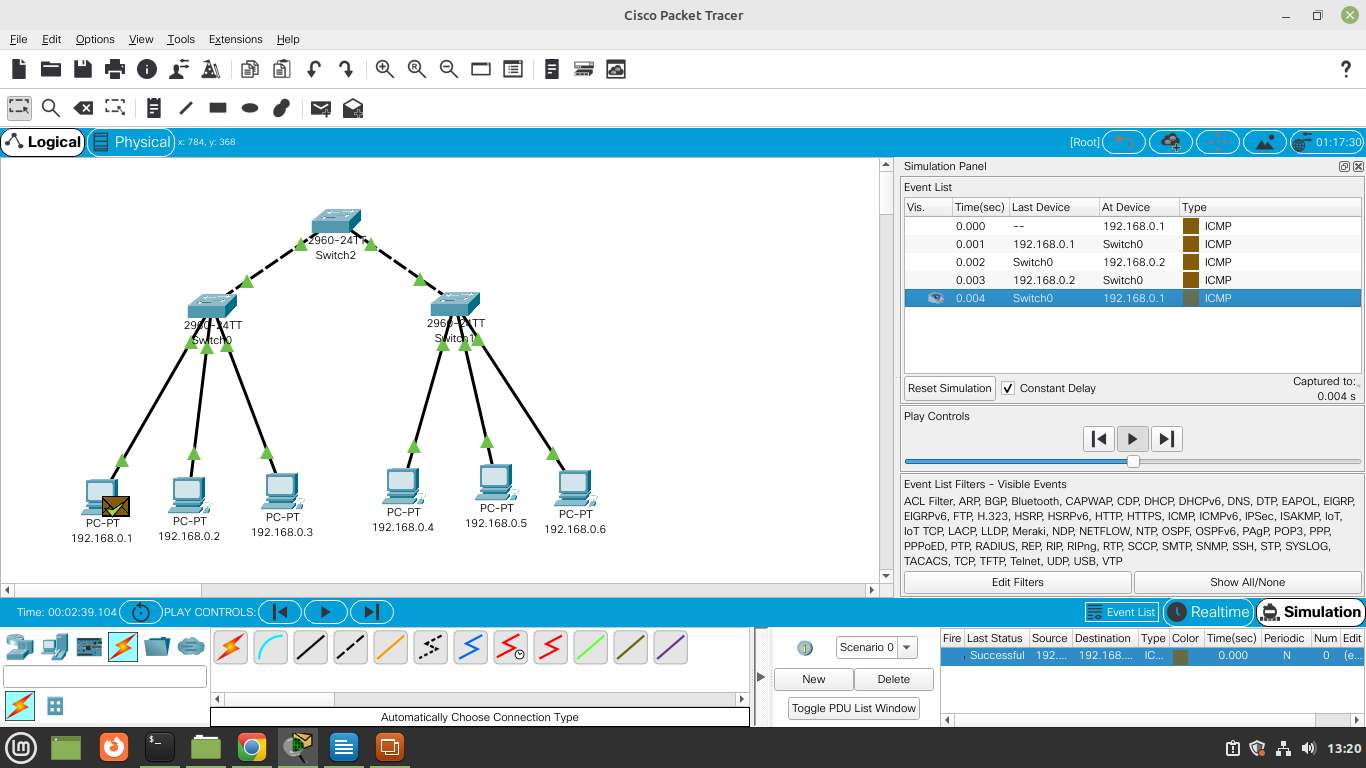 Cisco Packet Tracer
File Edit Options View Tools Extensions Help
Logical Physical x: 784, y: 368 [Root] 01:17:30
2960-24TT
Switch2
2960-24TT
Switch0
2960-24TT
Switch1
PC-PT
192.168.0.1
PC-PT
192.168.0.2
PC-PT
192.168.0.3
PC-PT
192.168.0.4
PC-PT
192.168.0.5
PC-PT
192.168.0.6
Simulation Panel
Event List
Vis. Time(sec) Last Device At Device Type
0.000 -- 192.168.0.1 ICMP
0.001 192.168.0.1 Switch0 ICMP
0.002 Switch0 192.168.0.2 ICMP
0.003 192.168.0.2 Switch0 ICMP
0.004 Switch0 192.168.0.1 ICMP
Reset Simulation Constant Delay Captured to:
0.004 s
Play Controls
Event List Filters - Visible Events
ACL Filter, ARP, BGP, Bluetooth, CAPWAP, CDP, DHCP, DHCPv6, DNS, DTP, EAPOL, EIGRP,
EIGRPv6, FTP, H.323, HSRP, HSRPv6, HTTP, HTTPS, ICMP, ICMPv6, IPSec, ISAKMP, IoT,
IoT TCP, LACP, LLDP, Meraki, NDP, NETFLOW, NTP, OSPF, OSPFv6, PAgP, POP3, PPP,
PPPoED, PTP, RADIUS, REP, RIP, RIPng, RTP, SCCP, SMTP, SNMP, SSH, STP, SYSLOG,
TACACS, TCP, TFTP, Telnet, UDP, USB, VTP
Edit Filters Show All/None
Time: 00:02:39.104 PLAY CONTROLS: Event List Realtime Simulation
Automatically Choose Connection Type
Scenario 0
New Delete
Toggle PDU List Window
Fire Last Status Source Destination Type Color Time(sec) Periodic Num Edit
Successful 192.... 192.168.... IC... 0.000 N 0 (e...
13:20